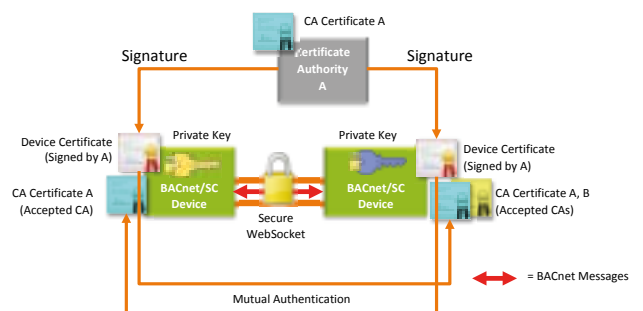 CA Certificate A
Signature
Certificate
Authority
A
Signature
Device Certificate
(Signed by A)
Private Key
Private Key
Device Certificate
(Signed by A)
CA Certificate A
(Accepted CA)
BACnet/SC
Device
Secure
WebSocket
BACnet/SC
Device
CA Certificate A, B
(Accepted CAs)
= BACnet Messages
Mutual Authentication